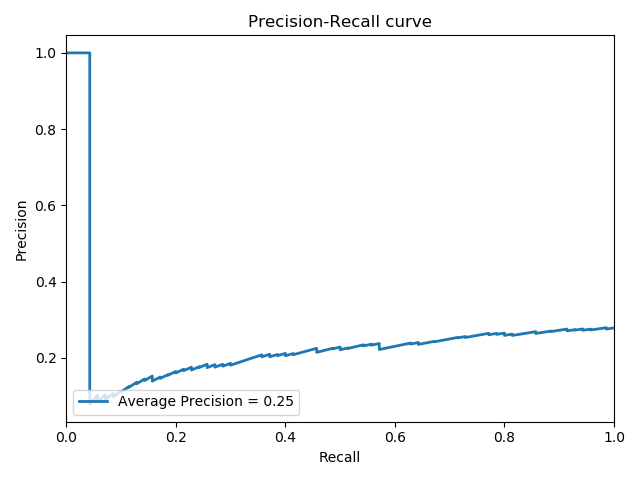 Precision-Recall curve
1.0
0.8
0.6
0.4
0.2
Precision
Average Precision = 0.25
0.0 0.2 0.4 0.6 0.8 1.0
Recall